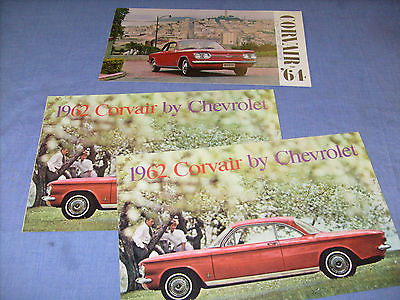 CORVAIR
'64
1962 Corvair by Chevrolet
1962 Corvair by Chevrolet